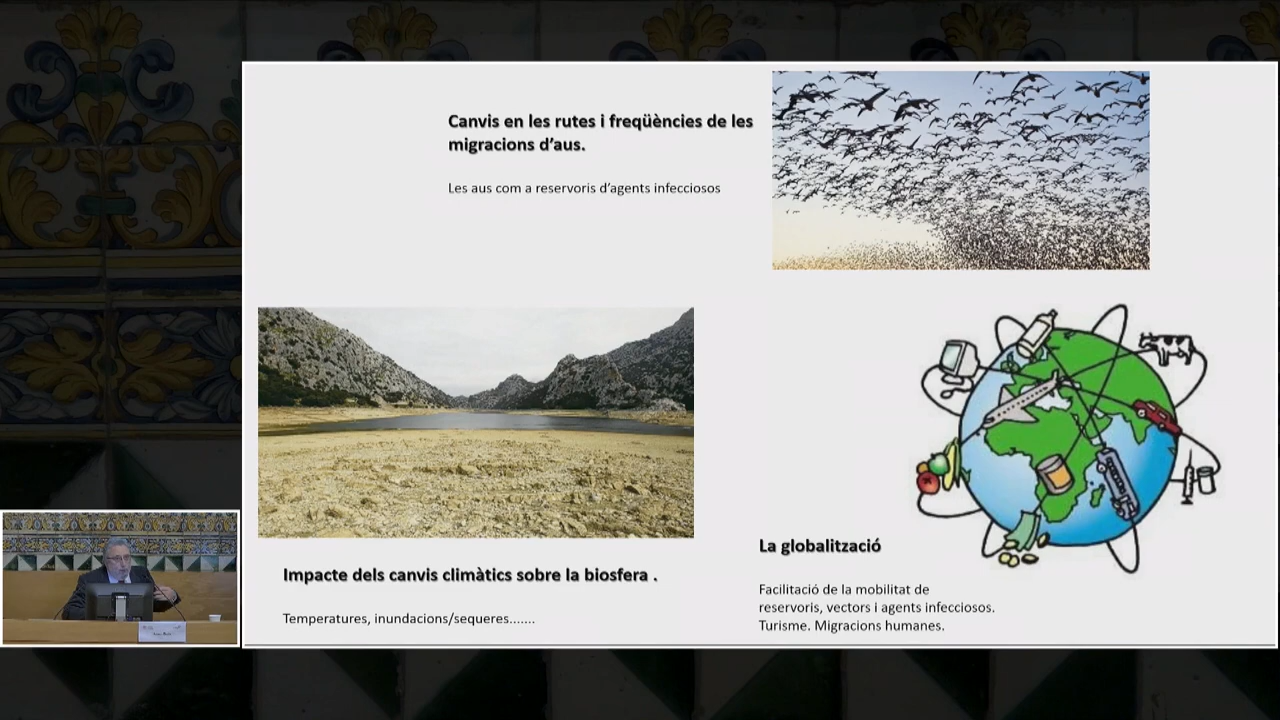 Canvis en les rutes i freqüències de les
migracions d’aus.
Les aus com a reservoris d’agents infecciosos
Impacte dels canvis climàtics sobre la biosfera .
Temperatures, inundacions/sequeres.......
La globalització
Facilitació de la mobilitat de
reservoris, vectors i agents infecciosos.
Turisme. Migracions humanes.